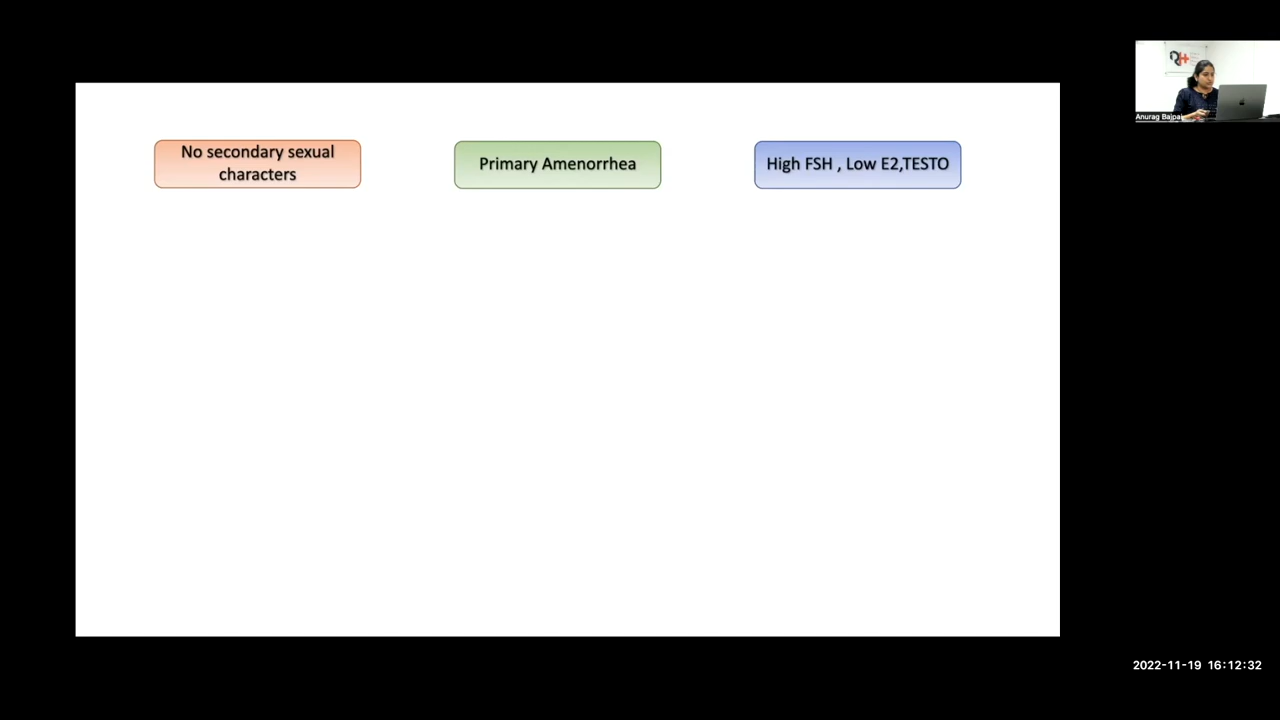 No secondary sexual
characters
Primary Amenorrhea
High FSH , Low E2,TESTO
Anurag Bajpai
2022-11-19 16:12:32